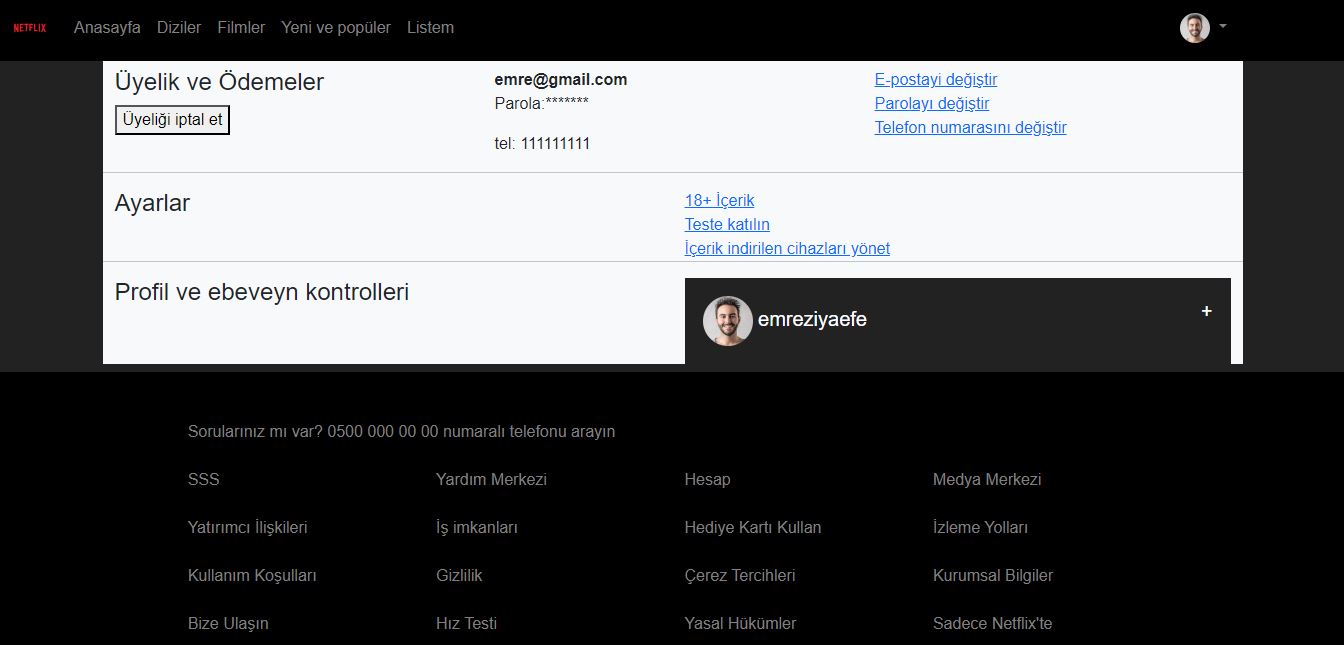 NETFLIX Anasayfa Diziler Filmler Yeni ve popüler Listem
Üyelik ve Ödemeler
Üyeliği iptal et
emre@gmail.com
Parola:*******
tel: 111111111
E-postayi değiştir
Parolayı değiştir
Telefon numarasını değiştir
Ayarlar
18+ İçerik
Teste katılın
İçerik indirilen cihazları yönet
Profil ve ebeveyn kontrolleri
emreziyaefe +
Sorularınız mı var? 0500 000 00 00 numaralı telefonu arayın
SSS Yardım Merkezi Hesap Medya Merkezi
Yatırımcı İlişkileri İş imkanları Hediye Kartı Kullan İzleme Yolları
Kullanım Koşulları Gizlilik Çerez Tercihleri Kurumsal Bilgiler
Bize Ulaşın Hız Testi Yasal Hükümler Sadece Netflix'te